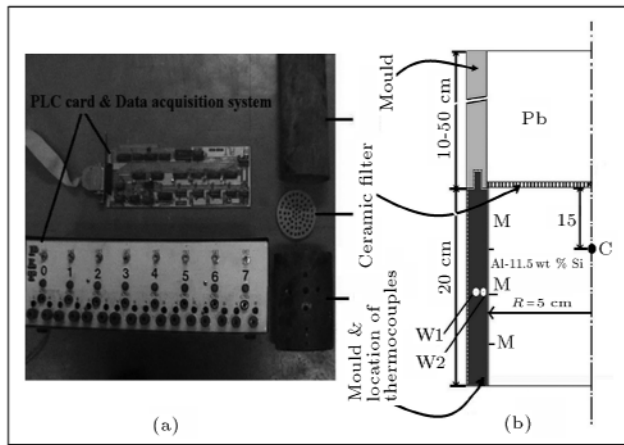 PLC card & Data acquisition system
0 1 2 3 4 5 6 7
(a)
Mould
Ceramic filter
Mould &
location of
thermocouples
10-50 cm
20 cm
Pb
M
15
C
Al-11.5 wt % Si
M
R=5 cm
W1
W2
M
(b)